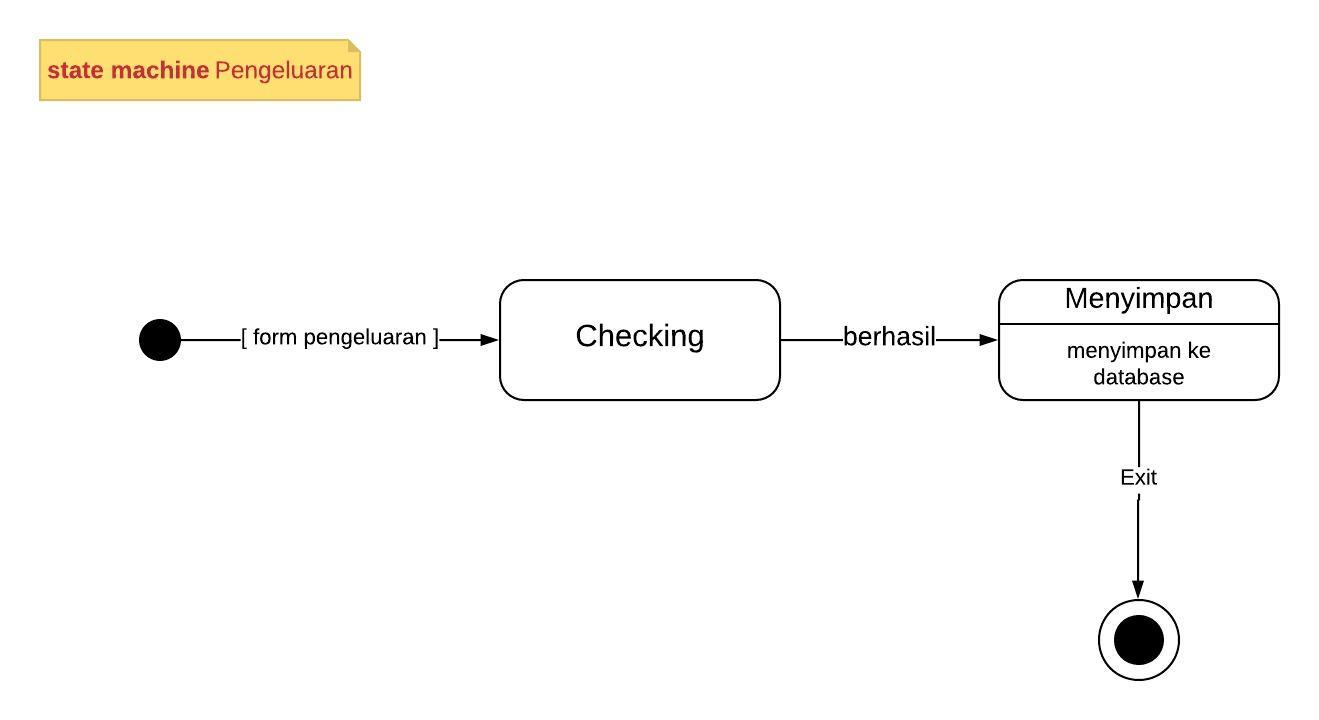 state machine Pengeluaran
[ form pengeluaran ]
Checking
berhasil
Menyimpan
menyimpan ke
database
Exit